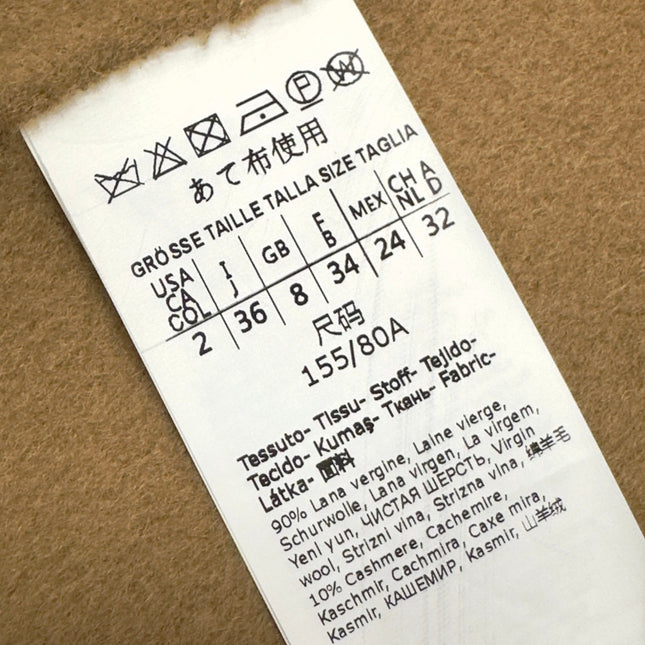 P W
あて布使用
GRÖSSE TAILLE TALLA SIZE TAGLIA
USA CA COL I J GB F B MEX CH NL A D
2 36 8 34 24 32
尺码
155/80A
Tessuto- Tissu- Stoff- Tejido-
Tecido- Kumaş- Ткань- Fabric-
Látka- 面料
90% Lana vergine, Laine vierge,
Schurwolle, Lana virgen, La virgem,
Yeni yun, ЧИСТАЯ ШЕРСТЬ, Virgin
wool, Strizni vlna, Strizna vlna, 绵羊毛
10% Cashmere, Cachemire,
Kaschmir, Cachmira, Caxe mira,
Kasmir, КАШЕМИР, Kasmir, 山羊绒